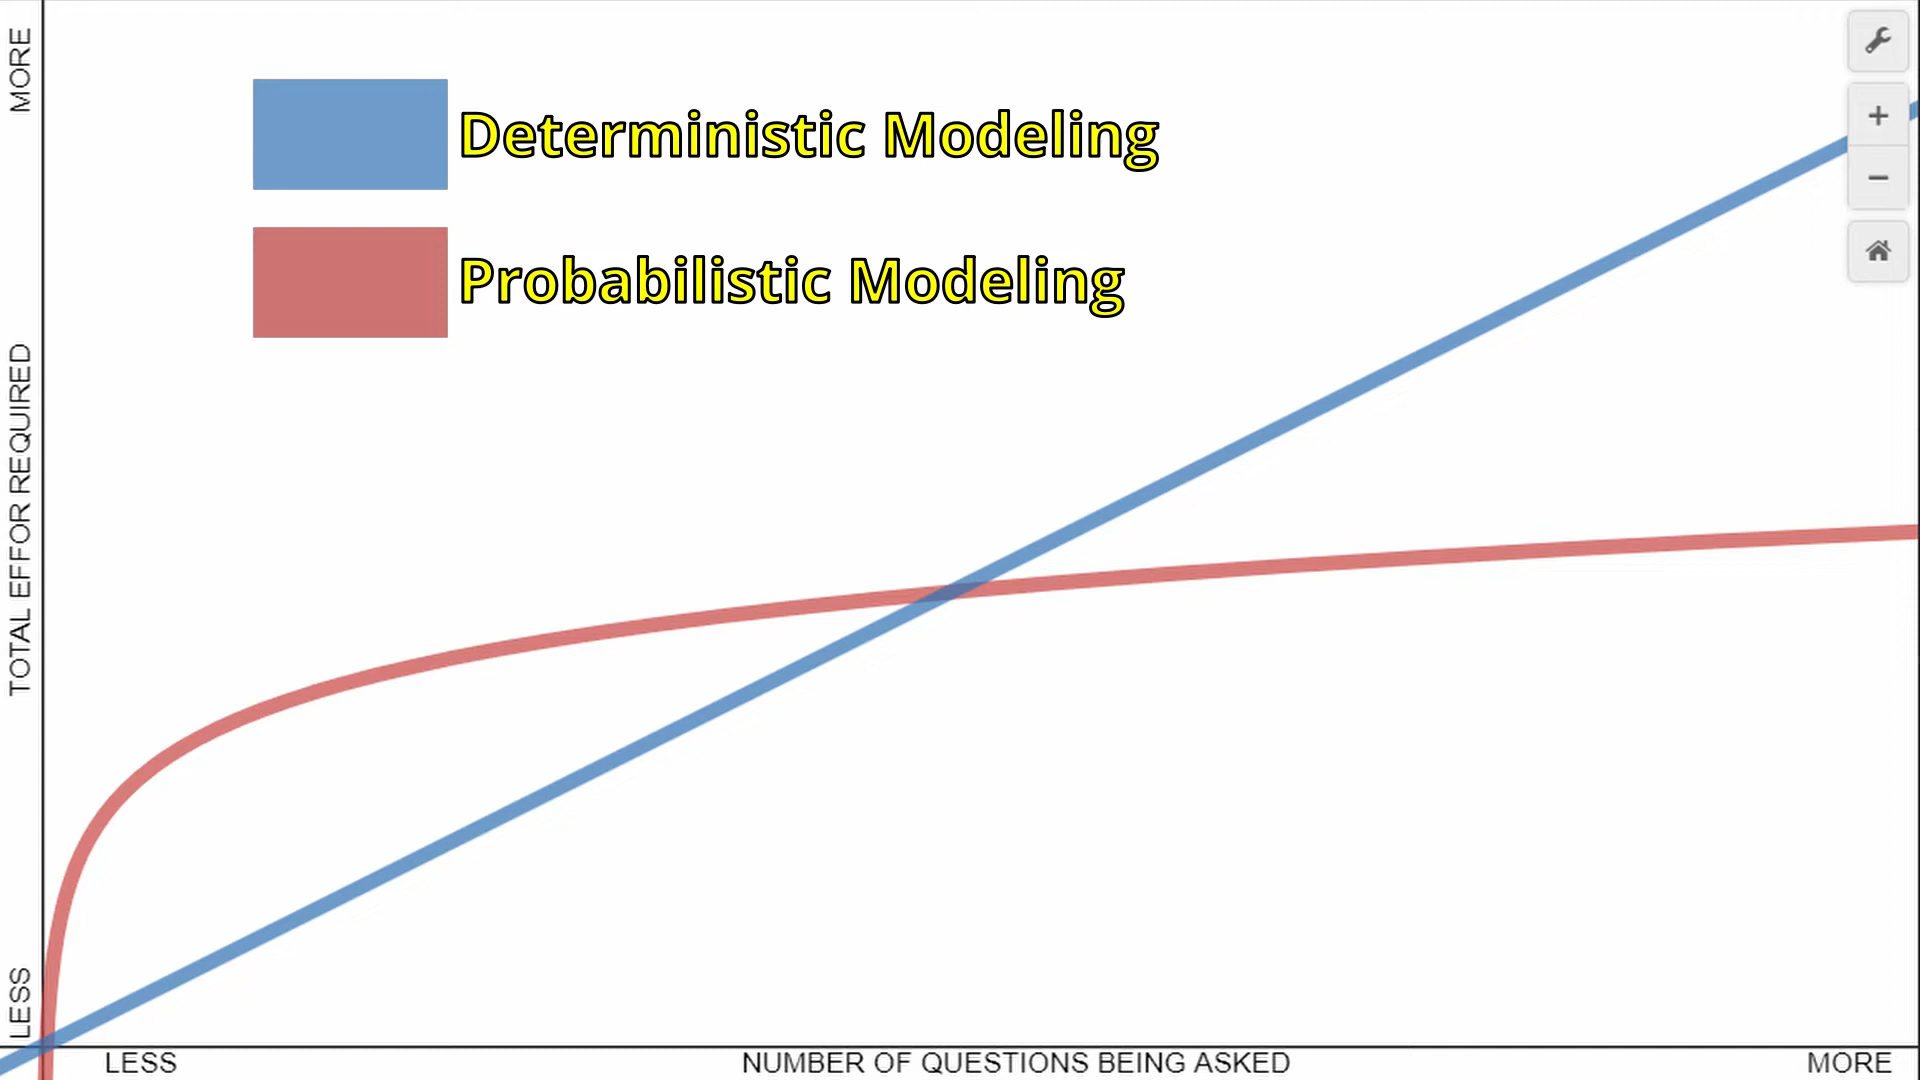 Deterministic Modeling
Probabilistic Modeling
MORE
TOTAL EFFOR REQUIRED
LESS
LESS
NUMBER OF QUESTIONS BEING ASKED
MORE
+
−